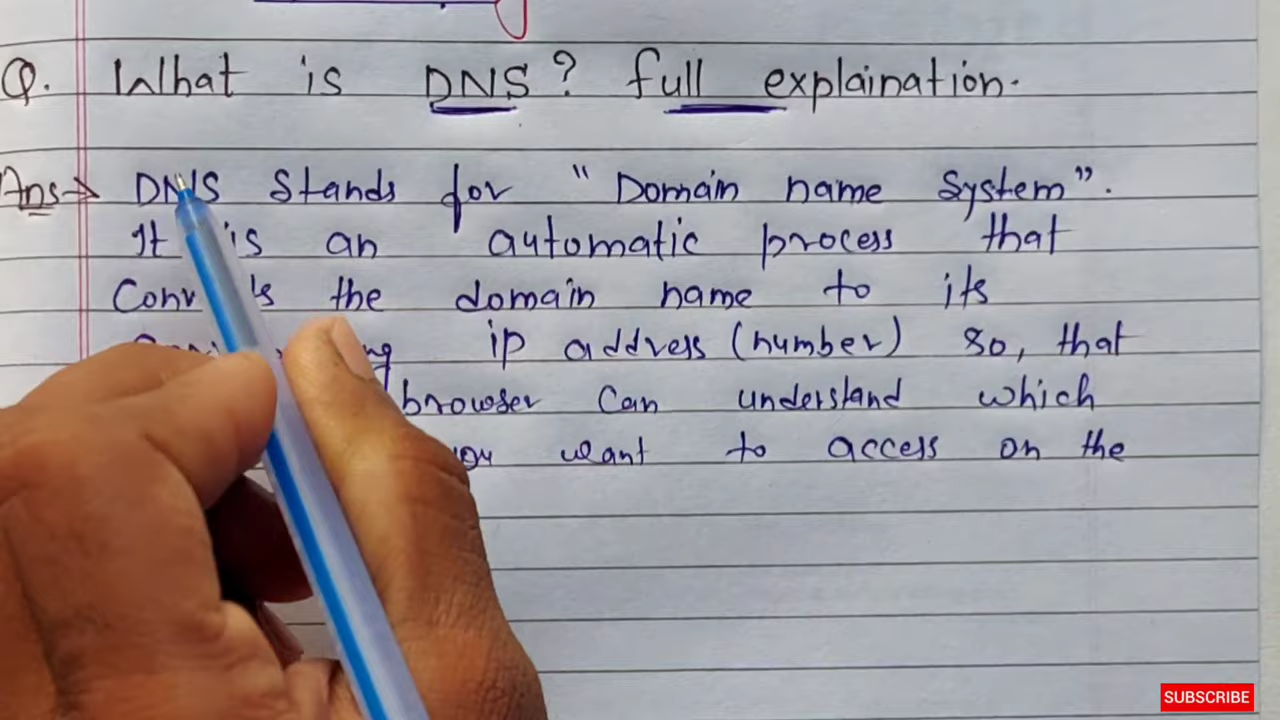 Q. What is DNS? full explaination.
Ans→ DNS Stands for "Domain name System".
It is an automatic process that
the domain name to its
ip address (number) so, that
browser can understand which
you want to access on the
SUBSCRIBE